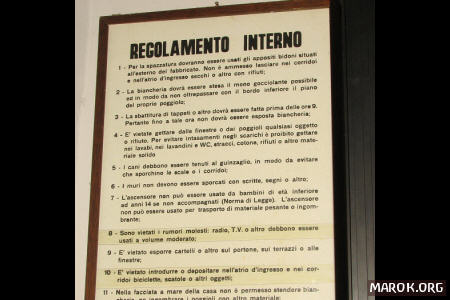 REGOLAMENTO INTERNO
1 - Per la spazzatura dovranno essere usati gli appositi bidoni situati
all'esterno del fabbricato. Non è ammesso lasciare nei corridoi
e nell'atrio d'ingresso secchi o altro con rifiuti;
2 - La biancheria dovrà essere stesa il meno gocciolante possibile
ed in modo da non oltrepassare con il bordo inferiore il piano
del proprio poggiolo;
3 - La sbattitura di tappeti o altro dovrà essere fatta prima delle ore 9.
Pertanto fino a tale ora non dovrà essere esposta biancheria;
4 - E' vietato gettare dalle finestre o dai poggioli qualsiasi oggetto
o rifiuto. Per evitare intasamenti negli scarichi è proibito gettare
nei lavabi, nei lavandini e WC, stracci, cotone, rifiuti o altro mate-
riale solido
5 - I cani debbono essere tenuti al guinzaglio, in modo da evitare
che sporchino le scale o i corridoi;
6 - I muri non devono essere sporcati con scritte, segni o altro;
7 - L'ascensore non può essere usato da bambini di età inferiore
ad anni 14 se non accompagnati (Norma di Legge). L'ascensore
non può essere usato per trasporto di materiale pesante o ingom-
brante;
8 - Sono vietati i rumori molesti: radio, T.V. o altro debbono essere
usati a volume moderato;
9 - E' vietato esporre cartelli o altro sul portone, sui terrazzi o alle
finestre;
10 - E' vietato introdurre o depositare nell'atrio d'ingresso e nei cor-
ridoi biciclette, scatole o altri oggetti;
11 - Nella facciata a mare della casa non è permesso stendere bian-
cheria, ne ingombrare i poggioli con altro materiale;
MAROK.ORG